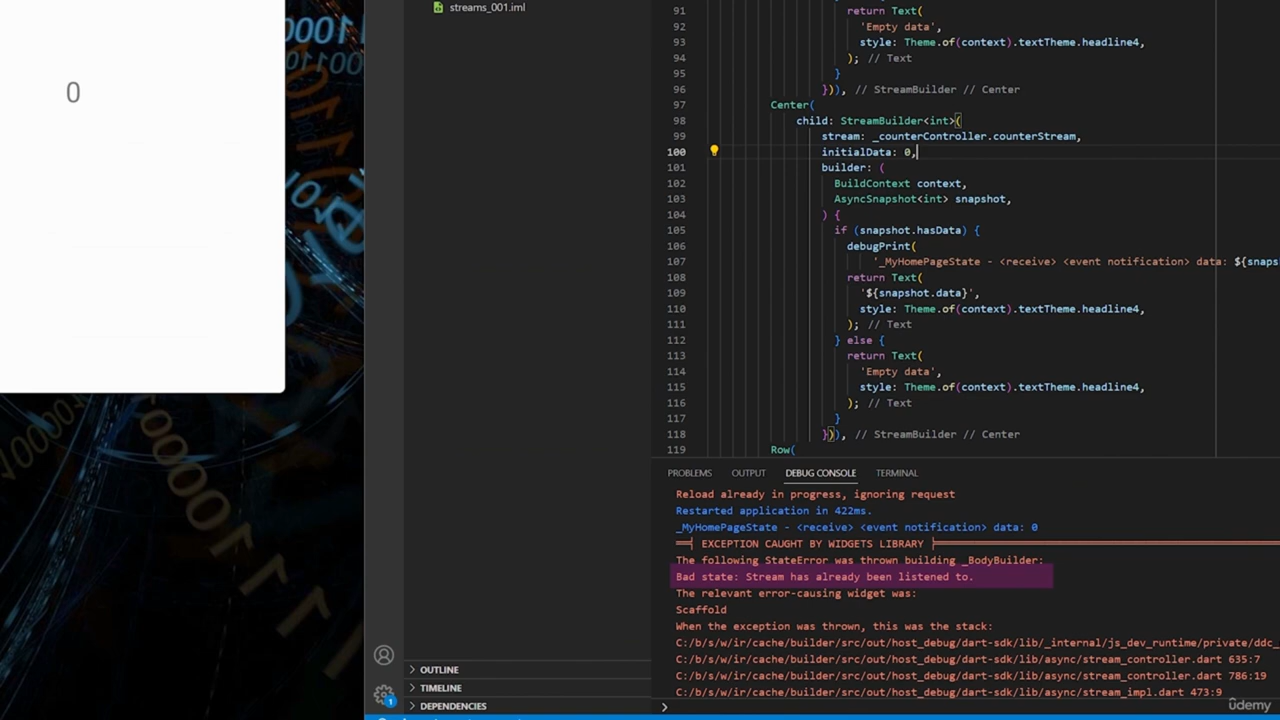 0
streams_001.iml
91 return Text(
92 'Empty data',
93 style: Theme.of(context).textTheme.headline4,
94 ); // Text
95 }
96 })), // StreamBuilder // Center
97 Center(
98 child: StreamBuilder<int>(
99 stream: _counterController.counterStream,
100 initialData: 0,
101 builder: (
102 BuildContext context,
103 AsyncSnapshot<int> snapshot,
104 ) {
105 if (snapshot.hasData) {
106 debugPrint(
107 '_MyHomePageState - <receive> <event notification> data: ${snaps
108 return Text(
109 '${snapshot.data}',
110 style: Theme.of(context).textTheme.headline4,
111 ); // Text
112 } else {
113 return Text(
114 'Empty data',
115 style: Theme.of(context).textTheme.headline4,
116 ); // Text
117 }
118 })), // StreamBuilder // Center
119 Row(
PROBLEMS OUTPUT DEBUG CONSOLE TERMINAL
Reload already in progress, ignoring request
Restarted application in 422ms.
_MyHomePageState - <receive> <event notification> data: 0
══╡ EXCEPTION CAUGHT BY WIDGETS LIBRARY ╞══
The following StateError was thrown building _BodyBuilder:
Bad state: Stream has already been listened to.
The relevant error-causing widget was:
Scaffold
When the exception was thrown, this was the stack:
C:/b/s/w/ir/cache/builder/src/out/host_debug/dart-sdk/lib/_internal/js_dev_runtime/private/ddc_
C:/b/s/w/ir/cache/builder/src/out/host_debug/dart-sdk/lib/async/stream_controller.dart 635:7
C:/b/s/w/ir/cache/builder/src/out/host_debug/dart-sdk/lib/async/stream_controller.dart 786:19
C:/b/s/w/ir/cache/builder/src/out/host_debug/dart-sdk/lib/async/stream_impl.dart 473:9
OUTLINE
TIMELINE
DEPENDENCIES
1
udemy